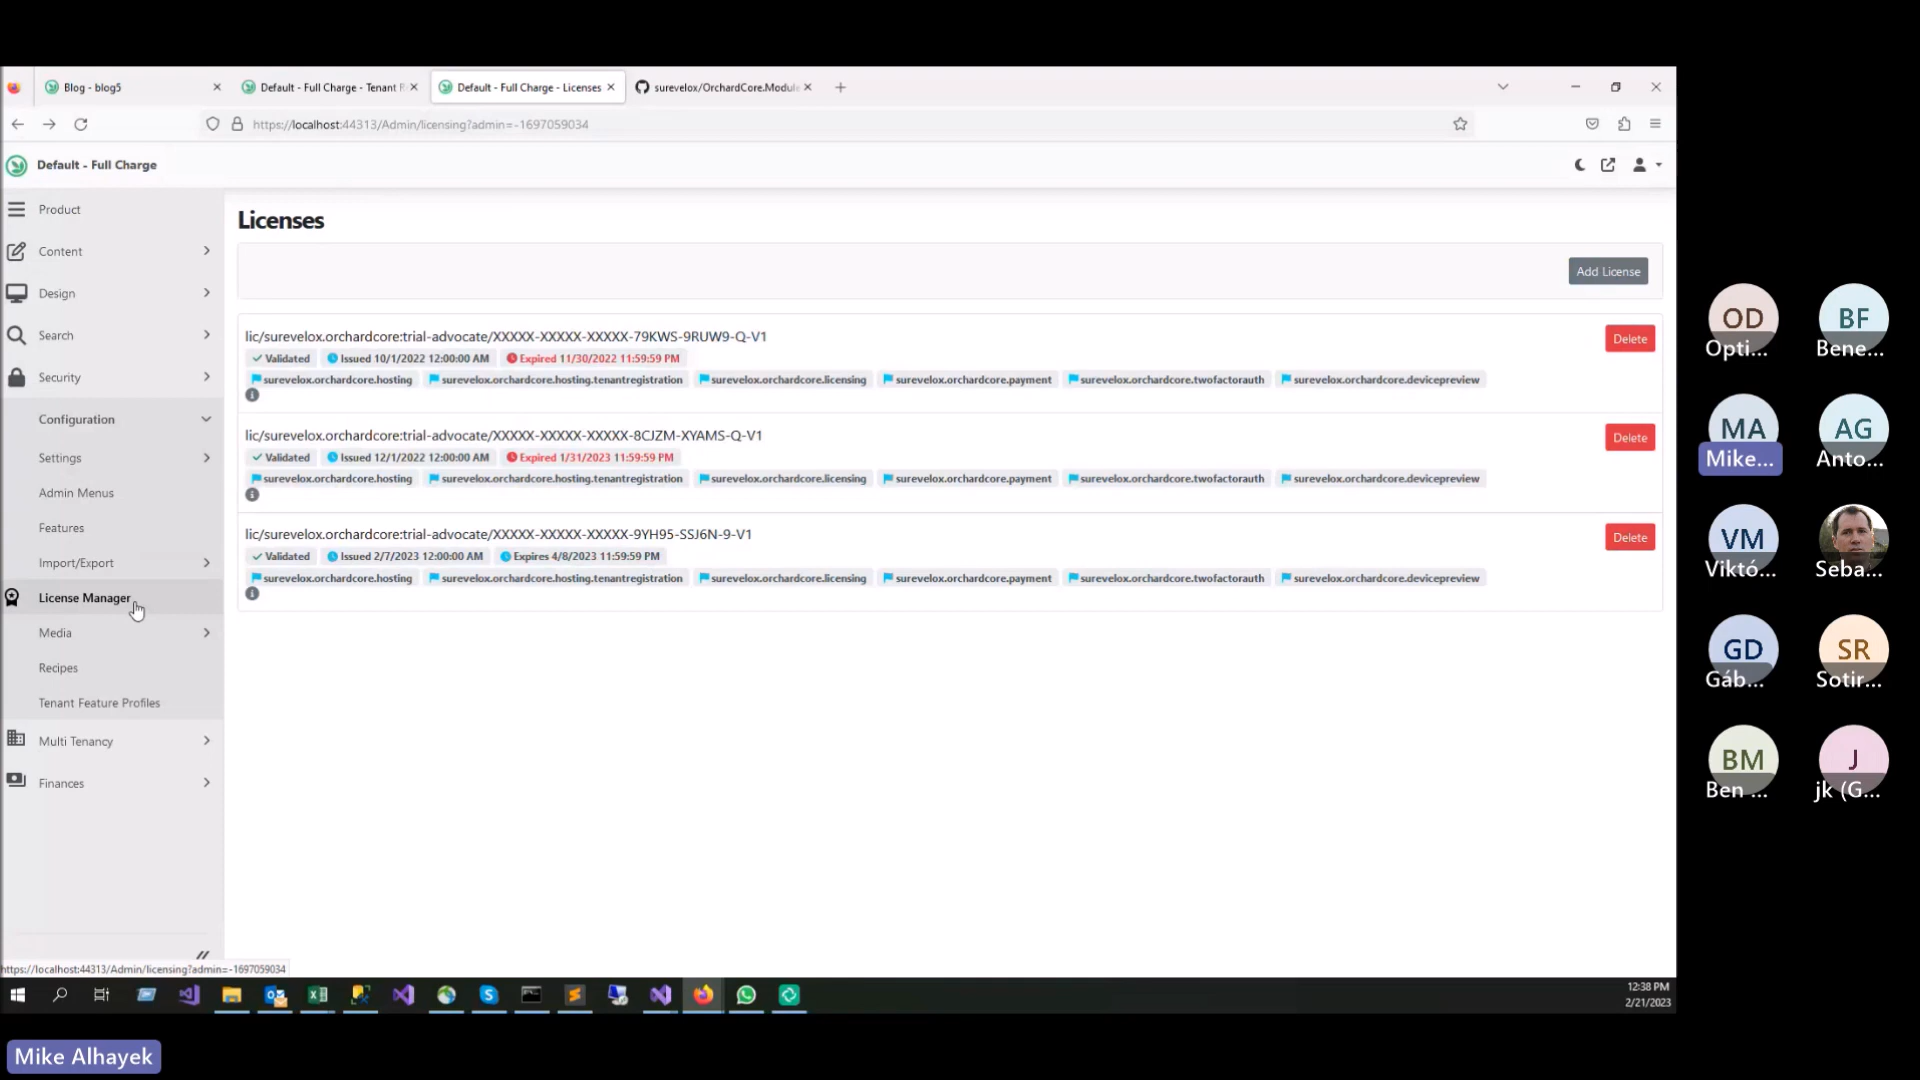 Blog - blog5
Default - Full Charge - Tenant R
Default - Full Charge - Licenses
surevelox/OrchardCore.Module
https://localhost:44313/Admin/licensing?admin=-1697059034
Default - Full Charge
Product
Content
Design
Search
Security
Configuration
Settings
Admin Menus
Features
Import/Export
License Manager
Media
Recipes
Tenant Feature Profiles
Multi Tenancy
Finances
https://localhost:44313/Admin/licensing?admin=-1697059034
Licenses
Add License
lic/surevelox.orchardcore:trial-advocate/XXXXX-XXXXX-XXXXX-79KWS-9RUW9-Q-V1
Delete
Validated Issued 10/1/2022 12:00:00 AM Expired 11/30/2022 11:59:59 PM
surevelox.orchardcore.hosting surevelox.orchardcore.hosting.tenantregistration surevelox.orchardcore.licensing surevelox.orchardcore.payment surevelox.orchardcore.twofactorauth surevelox.orchardcore.devicepreview
lic/surevelox.orchardcore:trial-advocate/XXXXX-XXXXX-XXXXX-8CJZM-XYAMS-Q-V1
Delete
Validated Issued 12/1/2022 12:00:00 AM Expired 1/31/2023 11:59:59 PM
surevelox.orchardcore.hosting surevelox.orchardcore.hosting.tenantregistration surevelox.orchardcore.licensing surevelox.orchardcore.payment surevelox.orchardcore.twofactorauth surevelox.orchardcore.devicepreview
lic/surevelox.orchardcore:trial-advocate/XXXXX-XXXXX-XXXXX-9YH95-SSJ6N-9-V1
Delete
Validated Issued 2/7/2023 12:00:00 AM Expires 4/8/2023 11:59:59 PM
surevelox.orchardcore.hosting surevelox.orchardcore.hosting.tenantregistration surevelox.orchardcore.licensing surevelox.orchardcore.payment surevelox.orchardcore.twofactorauth surevelox.orchardcore.devicepreview
12:38 PM
2/21/2023
OD BF
Opti... Bene...
MA AG
Mike... Anto...
VM
Viktó... Seba...
GD SR
Gáb... Sotir...
BM J
Ben ... jk (G...
Mike Alhayek